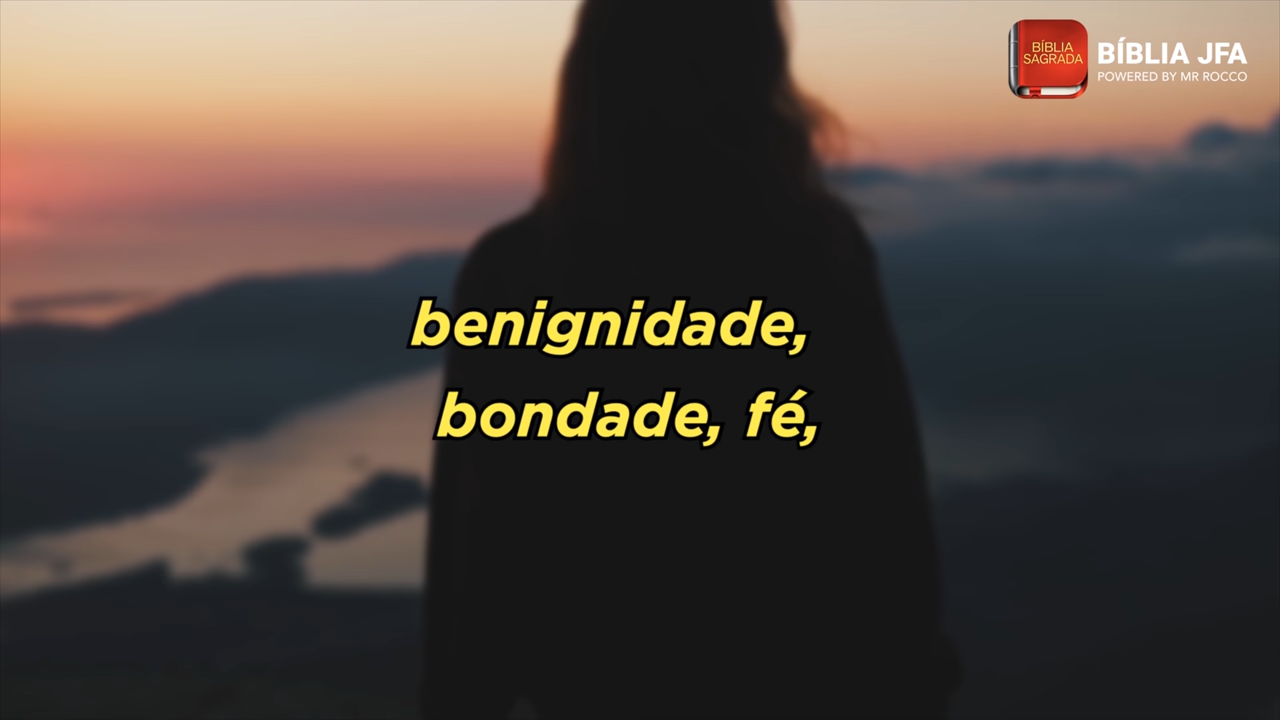 BÍBLIA
SAGRADA
BÍBLIA JFA
POWERED BY MR ROCCO
benignidade,
bondade, fé,